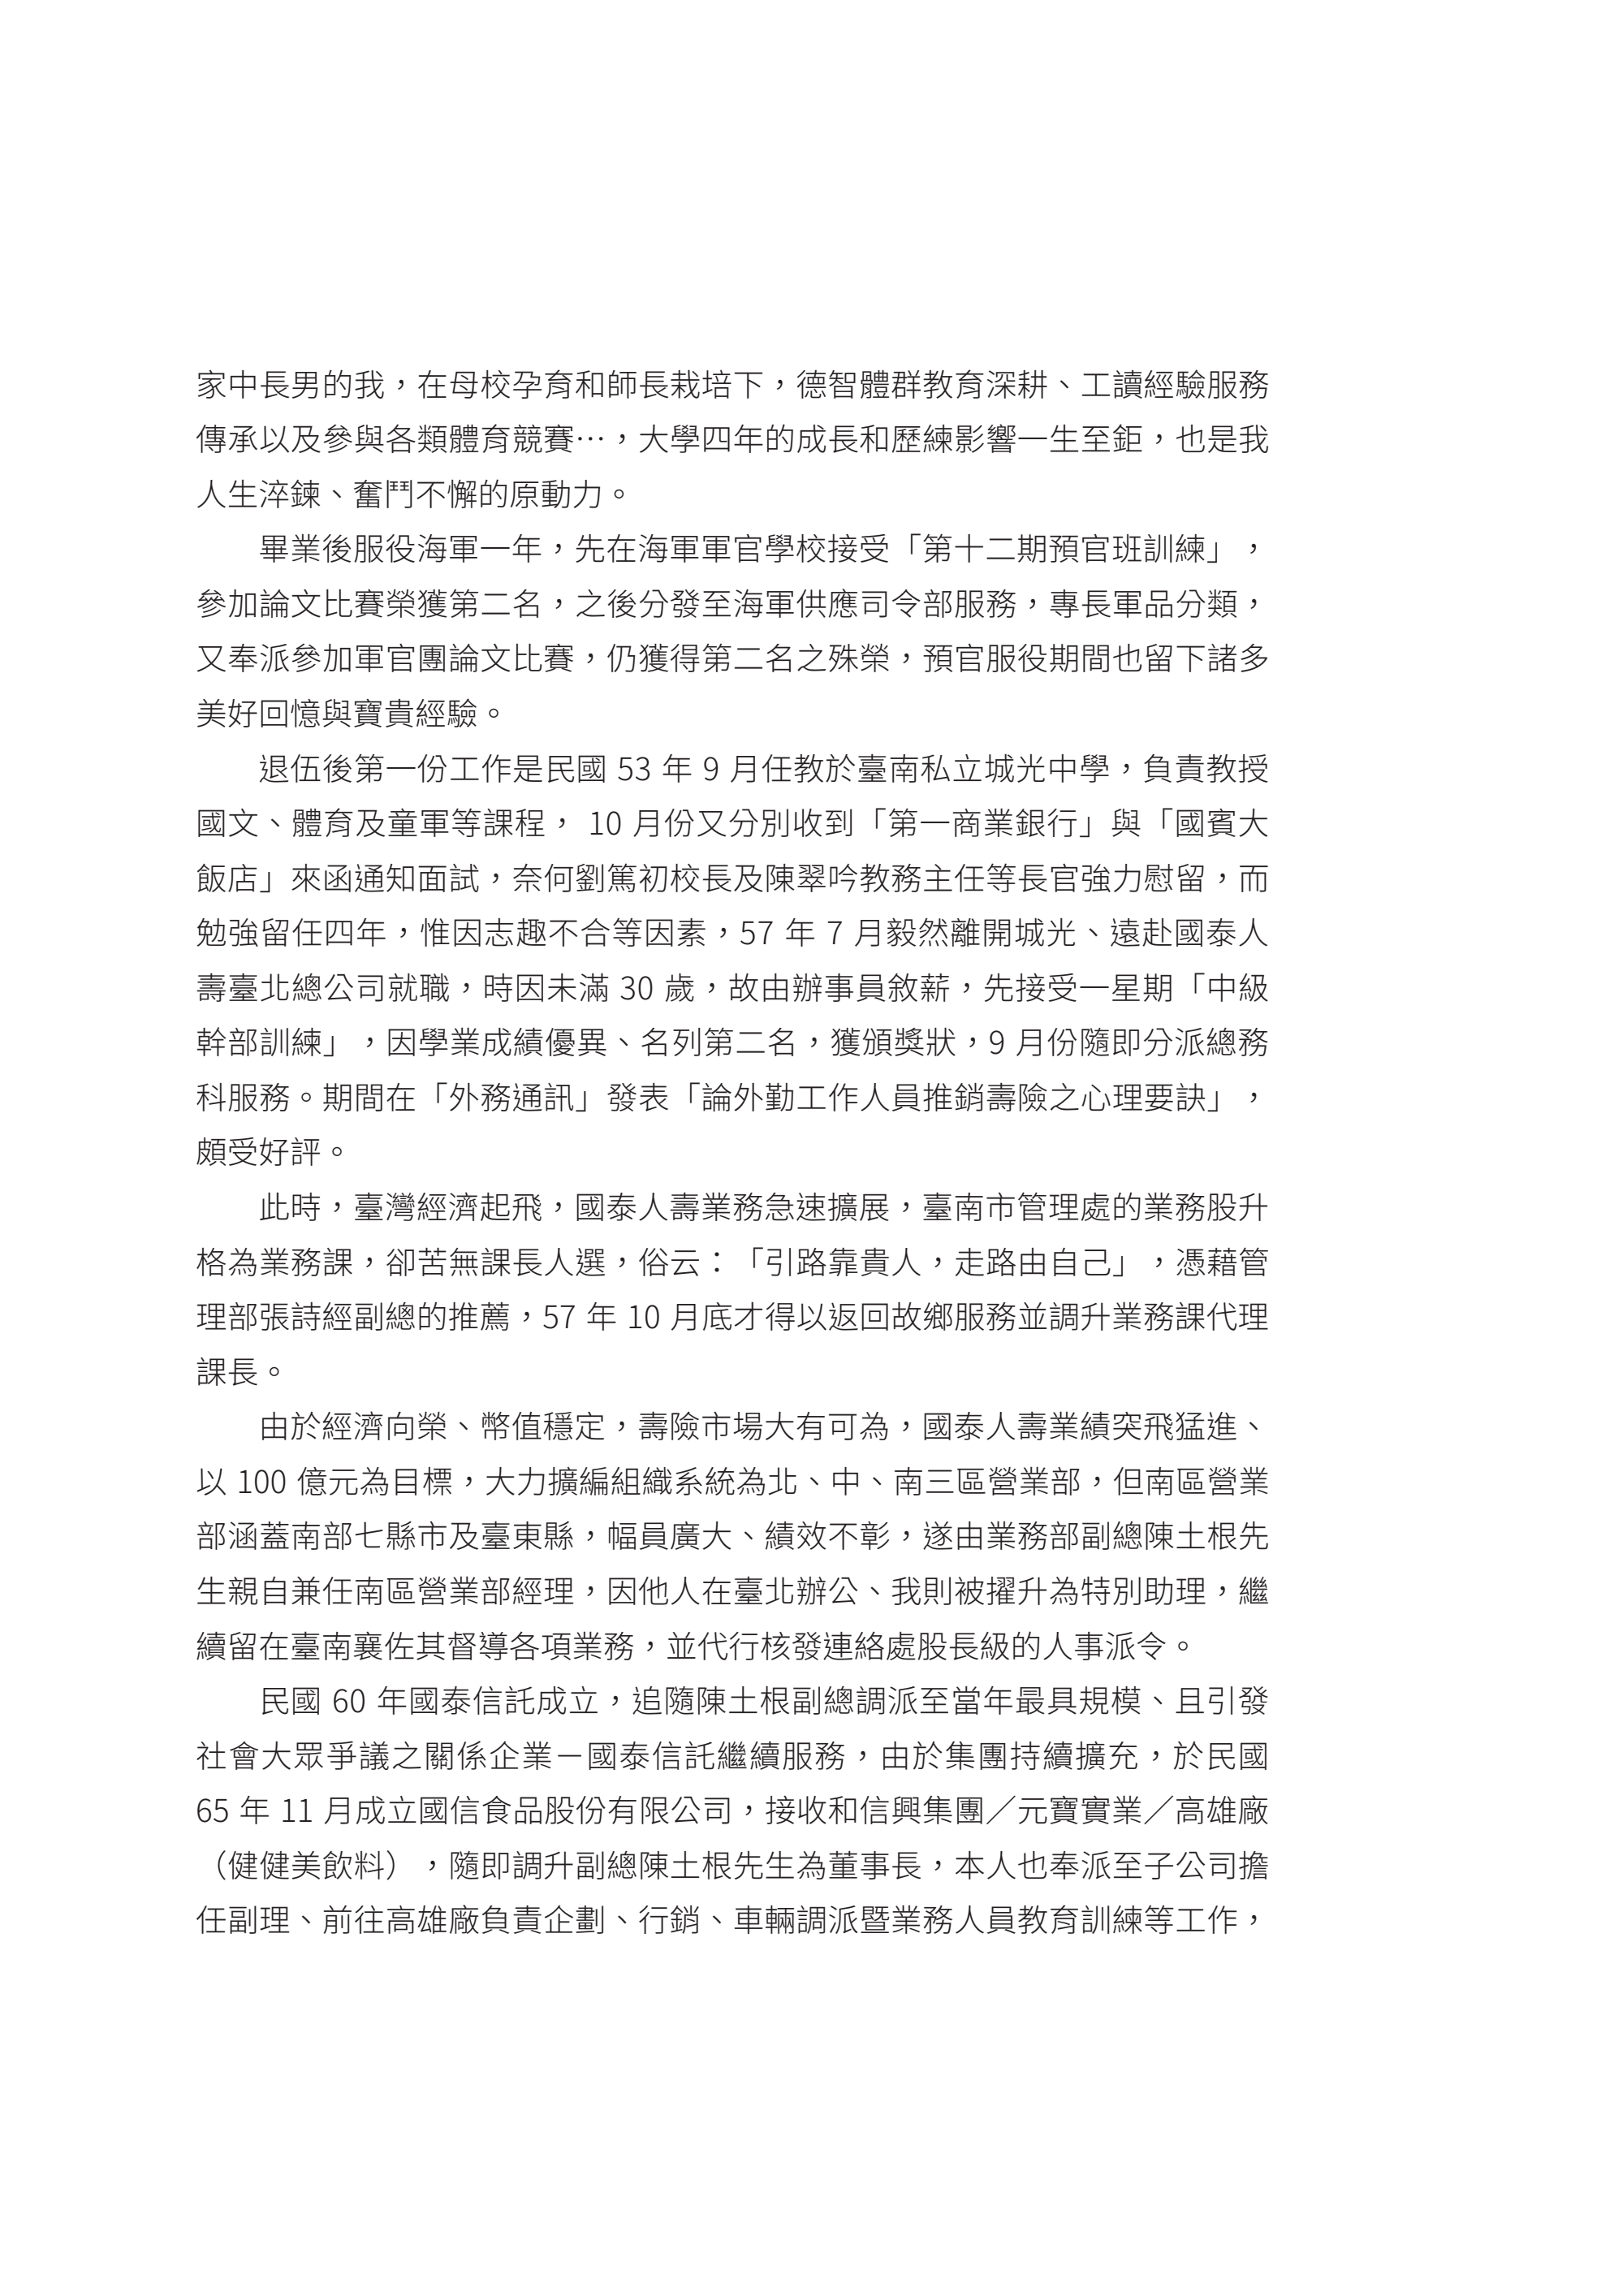 家中長男的我，在母校孕育和師長栽培下，德智體群教育深耕、工讀經驗服務
傳承以及參與各類體育競賽…，大學四年的成長和歷練影響一生至鉅，也是我
人生淬鍊、奮鬥不懈的原動力。
畢業後服役海軍一年，先在海軍軍官學校接受「第十二期預官班訓練」，
參加論文比賽榮獲第二名，之後分發至海軍供應司令部服務，專長軍品分類，
又奉派參加軍官團論文比賽，仍獲得第二名之殊榮，預官服役期間也留下諸多
美好回憶與寶貴經驗。
退伍後第一份工作是民國 53 年 9 月任教於臺南私立城光中學，負責教授
國文、體育及童軍等課程， 10 月份又分別收到「第一商業銀行」與「國賓大
飯店」來函通知面試，奈何劉篤初校長及陳翠吟教務主任等長官強力慰留，而
勉強留任四年，惟因志趣不合等因素，57 年 7 月毅然離開城光、遠赴國泰人
壽臺北總公司就職，時因未滿 30 歲，故由辦事員敘薪，先接受一星期「中級
幹部訓練」，因學業成績優異、名列第二名，獲頒獎狀，9 月份隨即分派總務
科服務。期間在「外務通訊」發表「論外勤工作人員推銷壽險之心理要訣」，
頗受好評。
此時，臺灣經濟起飛，國泰人壽業務急速擴展，臺南市管理處的業務股升
格為業務課，卻苦無課長人選，俗云：「引路靠貴人，走路由自己」，憑藉管
理部張詩經副總的推薦，57 年 10 月底才得以返回故鄉服務並調升業務課代理
課長。
由於經濟向榮、幣值穩定，壽險市場大有可為，國泰人壽業績突飛猛進、
以 100 億元為目標，大力擴編組織系統為北、中、南三區營業部，但南區營業
部涵蓋南部七縣市及臺東縣，幅員廣大、績效不彰，遂由業務部副總陳土根先
生親自兼任南區營業部經理，因他人在臺北辦公、我則被擢升為特別助理，繼
續留在臺南襄佐其督導各項業務，並代行核發連絡處股長級的人事派令。
民國 60 年國泰信託成立，追隨陳土根副總調派至當年最具規模、且引發
社會大眾爭議之關係企業－國泰信託繼續服務，由於集團持續擴充，於民國
65 年 11 月成立國信食品股份有限公司，接收和信興集團／元寶實業／高雄廠
（健健美飲料），隨即調升副總陳土根先生為董事長，本人也奉派至子公司擔
任副理、前往高雄廠負責企劃、行銷、車輛調派暨業務人員教育訓練等工作，